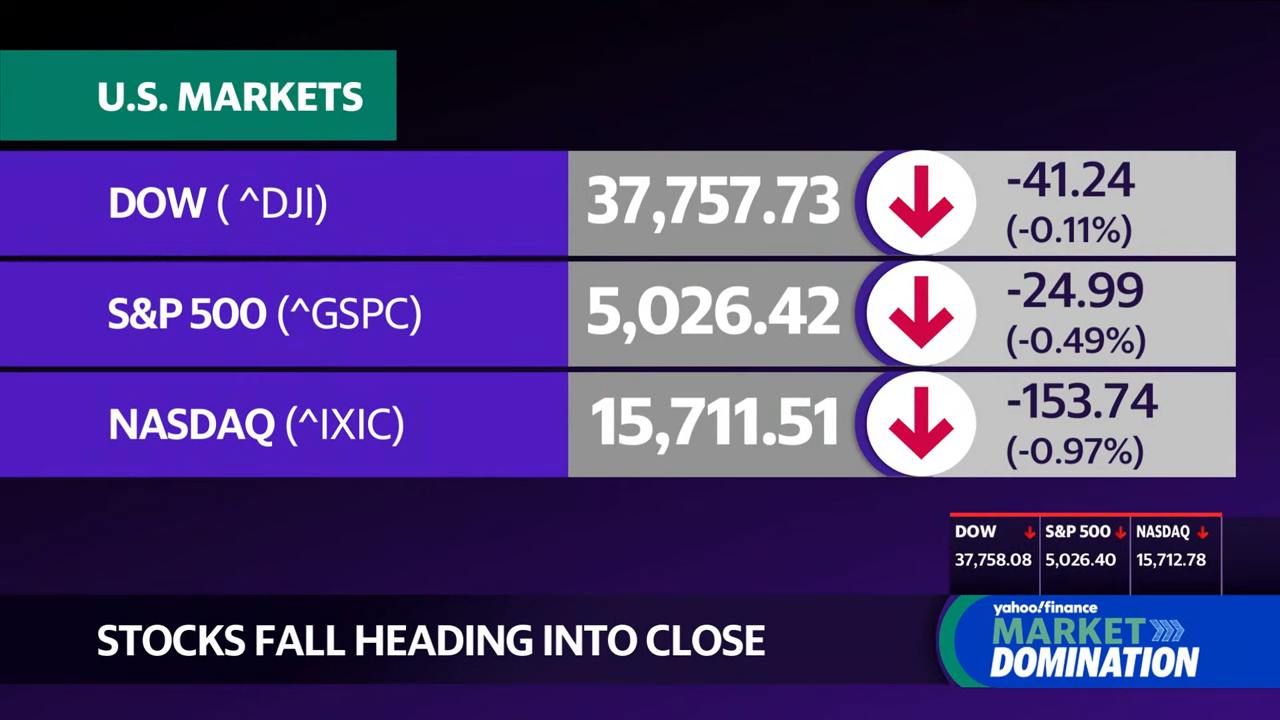 U.S. MARKETS
DOW ( ^DJI) 37,757.73 -41.24
(-0.11%)
S&P 500 (^GSPC) 5,026.42 -24.99
(-0.49%)
NASDAQ (^IXIC) 15,711.51 -153.74
(-0.97%)
DOW S&P 500 NASDAQ
37,758.08 5,026.40 15,712.78
STOCKS FALL HEADING INTO CLOSE
yahoo!finance
MARKET
DOMINATION